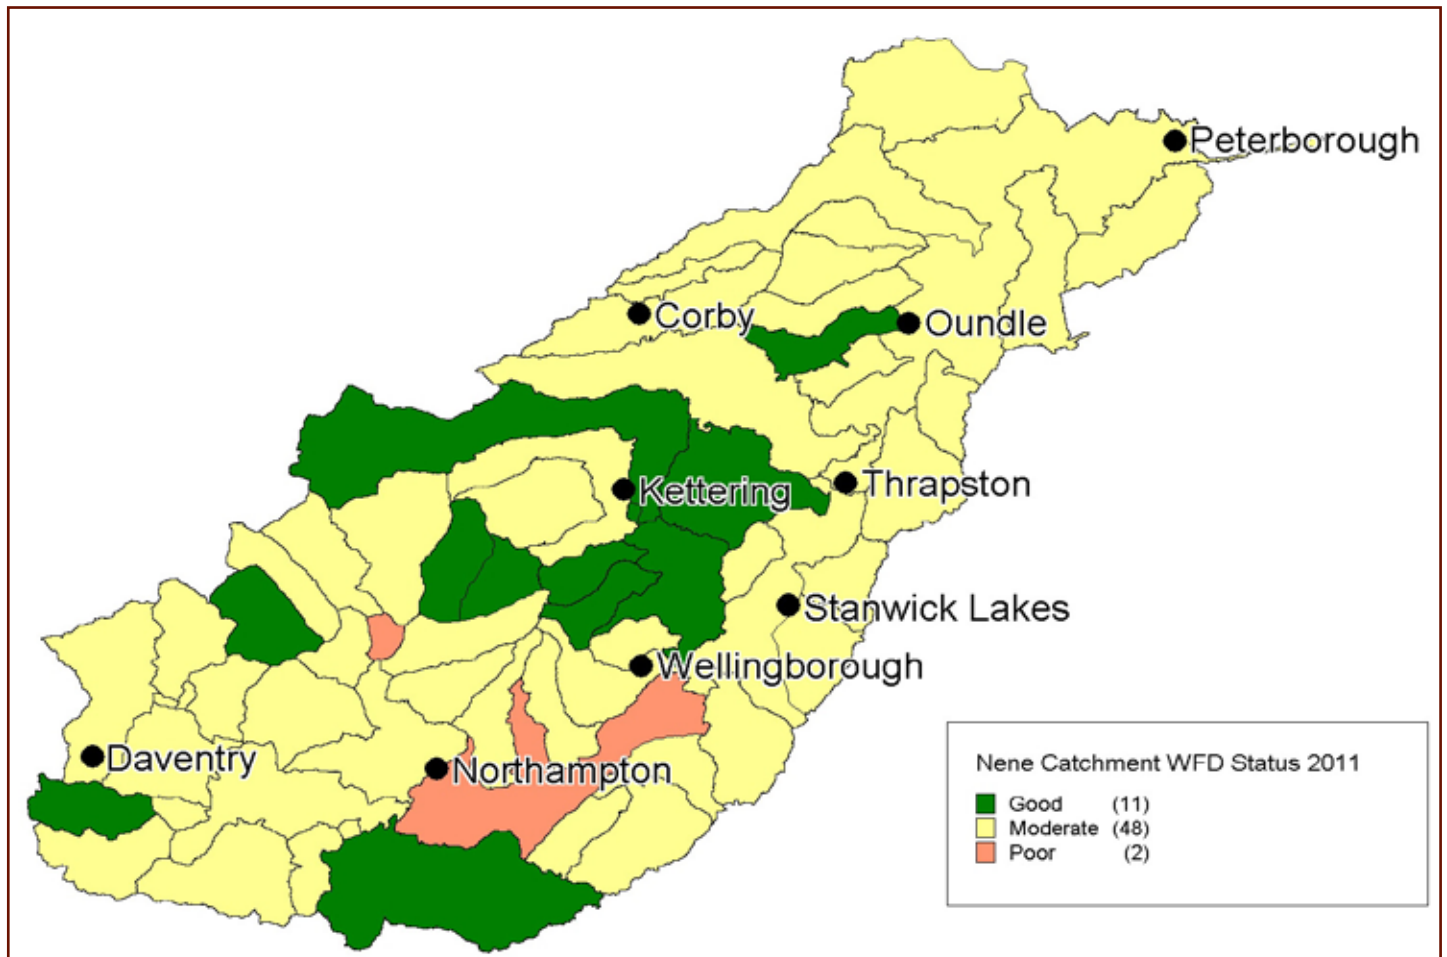 Peterborough
Corby
Oundle
Kettering
Thrapston
Stanwick Lakes
Wellingborough
Daventry
Northampton
Nene Catchment WFD Status 2011
Good (11)
Moderate (48)
Poor (2)